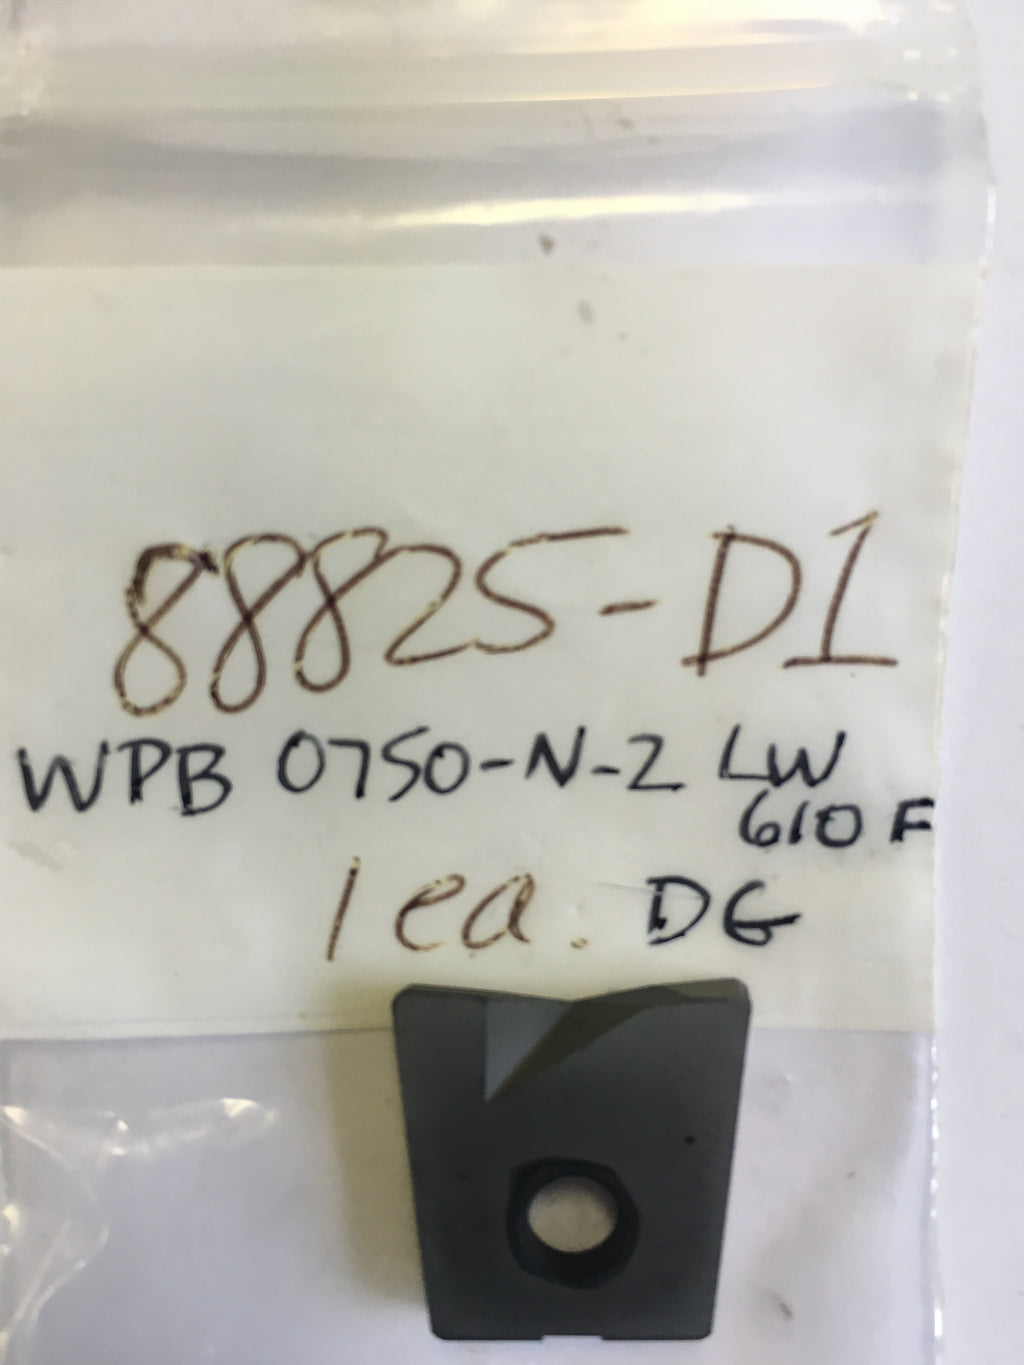 88825-D1
WPB 0750-N-2 LW
610 F
1 ea. DG